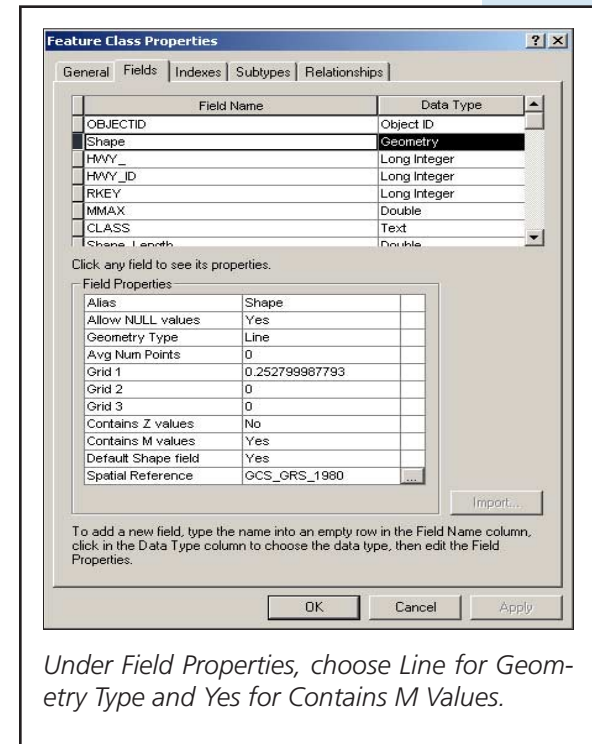 Feature Class Properties
General Fields Indexes Subtypes Relationships
Field Name Data Type
OBJECTID Object ID
Shape Geometry
HWY_ Long Integer
HWY_ID Long Integer
RKEY Long Integer
MMAX Double
CLASS Text
Shape_Length Double
Click any field to see its properties.
Field Properties
Alias Shape
Allow NULL values Yes
Geometry Type Line
Avg Num Points 0
Grid 1 0.252799987793
Grid 2 0
Grid 3 0
Contains Z values No
Contains M values Yes
Default Shape field Yes
Spatial Reference GCS_GRS_1980 ...
Import...
To add a new field, type the name into an empty row in the Field Name column,
click in the Data Type column to choose the data type, then edit the Field
Properties.
OK Cancel Apply
Under Field Properties, choose Line for Geom-
etry Type and Yes for Contains M Values.